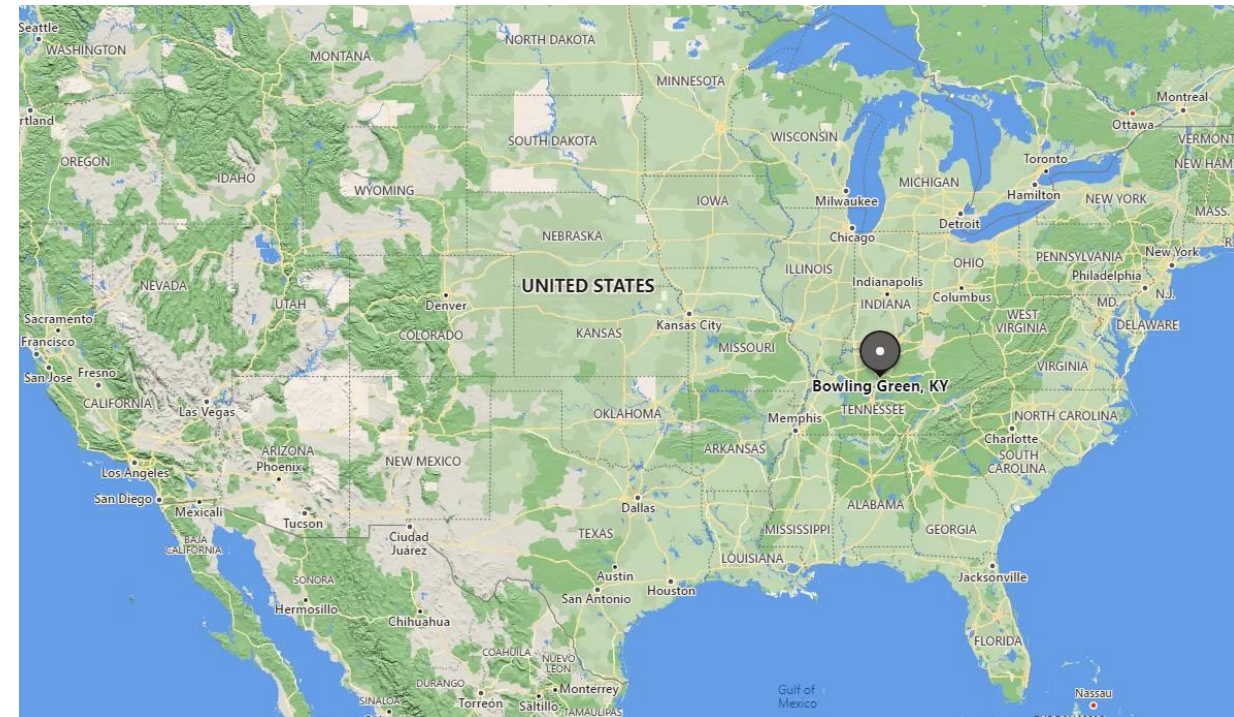 Seattle
WASHINGTON
MONTANA
NORTH DAKOTA
MINNESOTA
Montreal
Ottawa
rtland
SOUTH DAKOTA
WISCONSIN
VERMONT
Toronto
OREGON
IDAHO
WYOMING
MICHIGAN
NEW HAM
Hamilton
IOWA
Milwaukee
NEW YORK
MASS.
Detroit
Chicago
NEBRASKA
R
New York
PENNSYLVANIA
OHIO
ILLINOIS
Philadelphia
NEVADA
UNITED STATES
Indianapolis
N.J.
UTAH
Denver
INDIANA
Columbus
MD.
Sacramento
Kansas City
WEST
VIRGINIA
DELAWARE
COLORADO
KANSAS
Francisco
MISSOURI
San Jose
Fresno
VIRGINIA
Bowling Green, KY
CALIFORNIA
Las Vegas
OKLAHOMA
Memphis
TENNESSEE
NORTH CAROLINA
Charlotte
ARIZONA
ARKANSAS
SOUTH
CAROLINA
Los Angeles
Phoenix
NEW MEXICO
San Diego
Mexicali
Dallas
ALABAMA
Tucson
MISSISSIPPI
GEORGIA
Ciudad
Juárez
TEXAS
BAJA
CALIFORNIA
LOUISIANA
Austin
Jacksonville
SONORA
San Antonio
Houston
Hermosillo
Chihuahua
FLORIDA
COAHUILA
NUEVO
LEON
DURANGO
Monterrey
Gulf of
Mexico
Nassau
SINALOA
Torreón
Saltillo
TAMAULIPAS